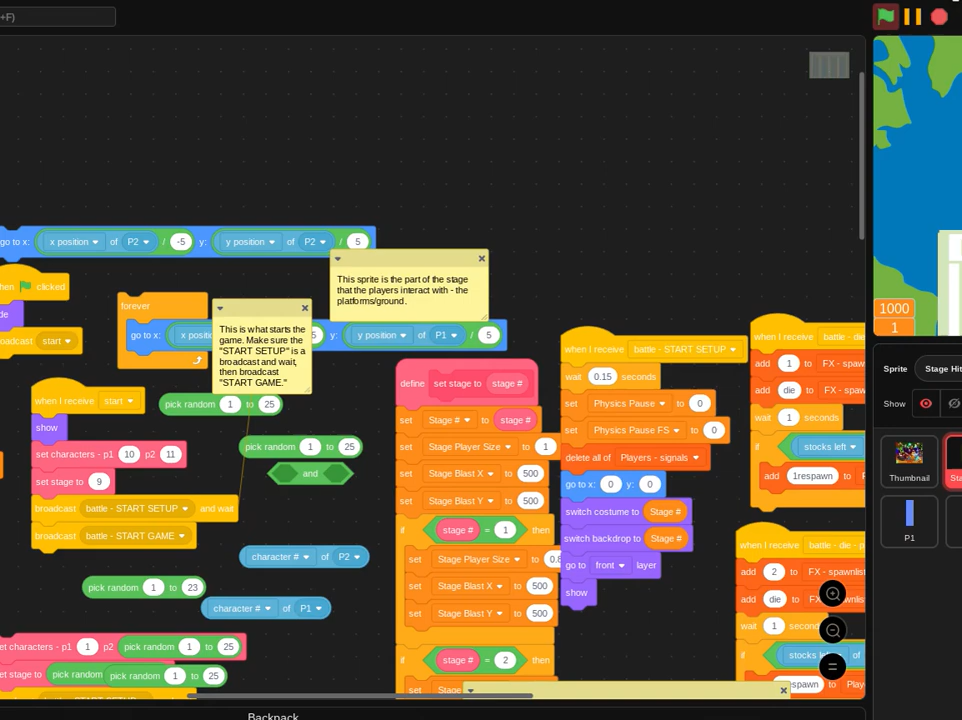 +F)
go to x: x position of P2 / -5 y: y position of P2 / 5
clicked
forever
This sprite is the part of the stage
that the players interact with - the
platforms/ground.
start
go to x:
y: y position of P1 / 5
This is what starts the
game. Make sure the
"START SETUP" is a
broadcast and wait,
then broadcast
"START GAME."
when I receive start
show
set characters - p1 10 p2 11
set stage to 9
broadcast battle - START SETUP and wait
broadcast battle - START GAME
pick random 1 to 25
pick random 1 to 25
and
character # of P2
pick random 1 to 23
character # of P1
characters - p1 1 p2 pick random 1 to 25
stage to pick random
pick random 1 to 25
define set stage to stage #
set Stage # to stage #
set Stage Player Size to 1
set Stage Blast X to 500
set Stage Blast Y to 500
if stage # = 1 then
set Stage Player Size to
set Stage Blast X to 500
set Stage Blast Y to 500
if stage # = 2 then
set
when I receive battle - START SETUP
wait 0.15 seconds
set Physics Pause to 0
set Physics Pause FS to 0
delete all of Players - signals
go to x: 0 y: 0
switch costume to Stage #
switch backdrop to Stage #
go to front layer
show
when I receive battle - die
add 1 to FX -
add die to FX -
wait 1 seconds
if stocks left
add 1respawn to
when I receive battle - die -
add 2 to FX -
add die to
wait 1
if stocks of
1000
1
Sprite
Show
Thumbnail
P1
Backpack